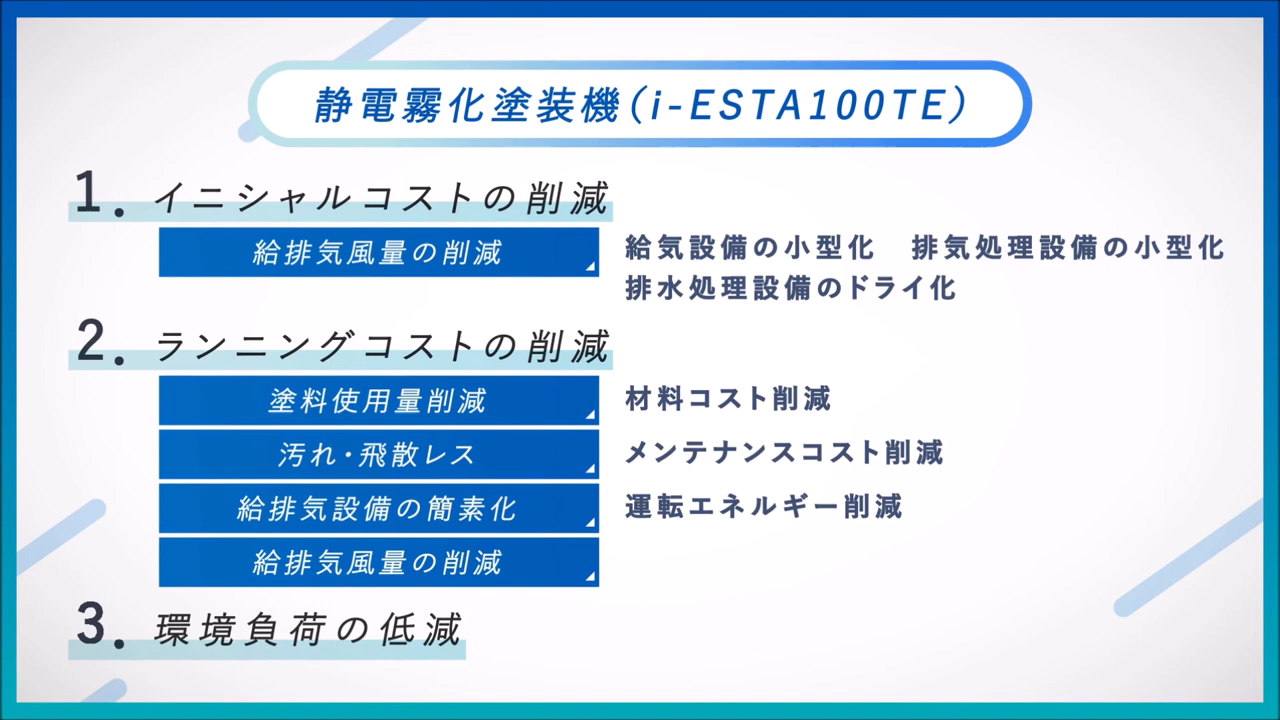 静電霧化塗装機(i-ESTA100TE)
1. イニシャルコストの削減
給排気風量の削減
給気設備の小型化　排気処理設備の小型化
排水処理設備のドライ化
2. ランニングコストの削減
塗料使用量削減
材料コスト削減
汚れ・飛散レス
メンテナンスコスト削減
給排気設備の簡素化
運転エネルギー削減
給排気風量の削減
3. 環境負荷の低減